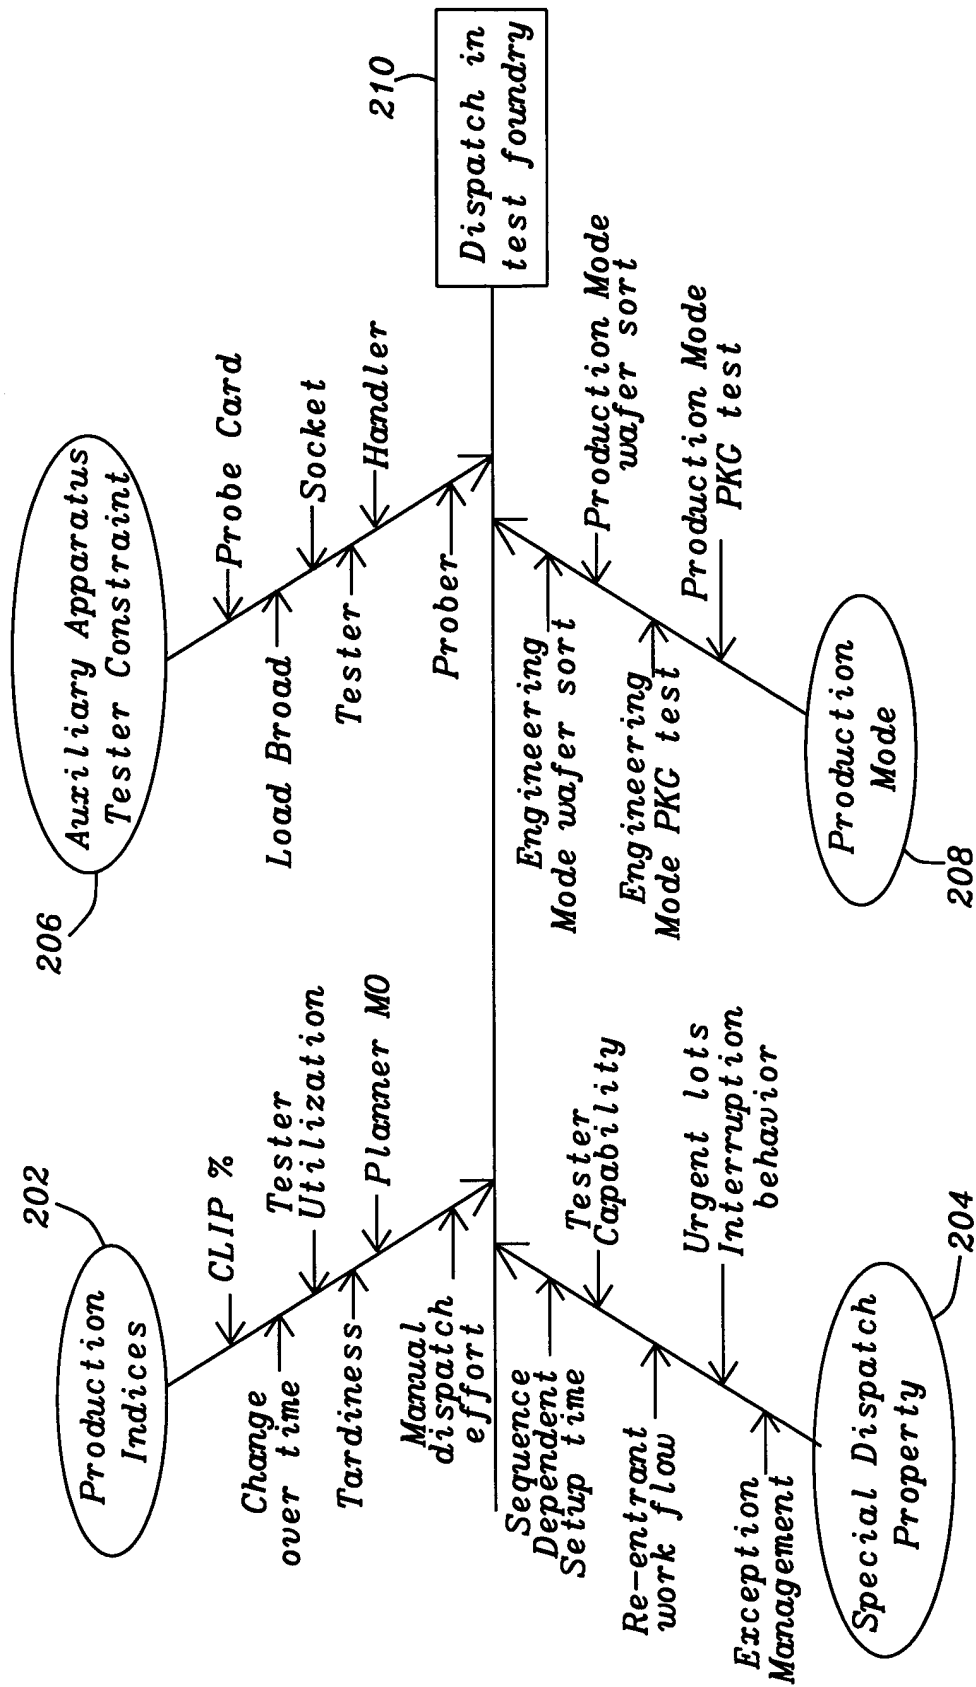 202
Production
Indices
CLIP %
Change
over time
Tester
Utilization
Tardiness
Planner MO
Manual
dispatch
effort
206
Auxiliary Apparatus
Tester Constraint
Probe Card
Load Broad
Socket
Tester
Handler
Prober
210
Dispatch in
test foundry
Sequence
Dependent
Setup time
Tester
Capability
Re-entrant
work flow
Urgent lots
Interruption
behavior
Exception
Management
Special Dispatch
Property
204
Engineering
Mode wafer sort
Production Mode
wafer sort
Engineering
Mode PKG test
Production Mode
PKG test
Production
Mode
208